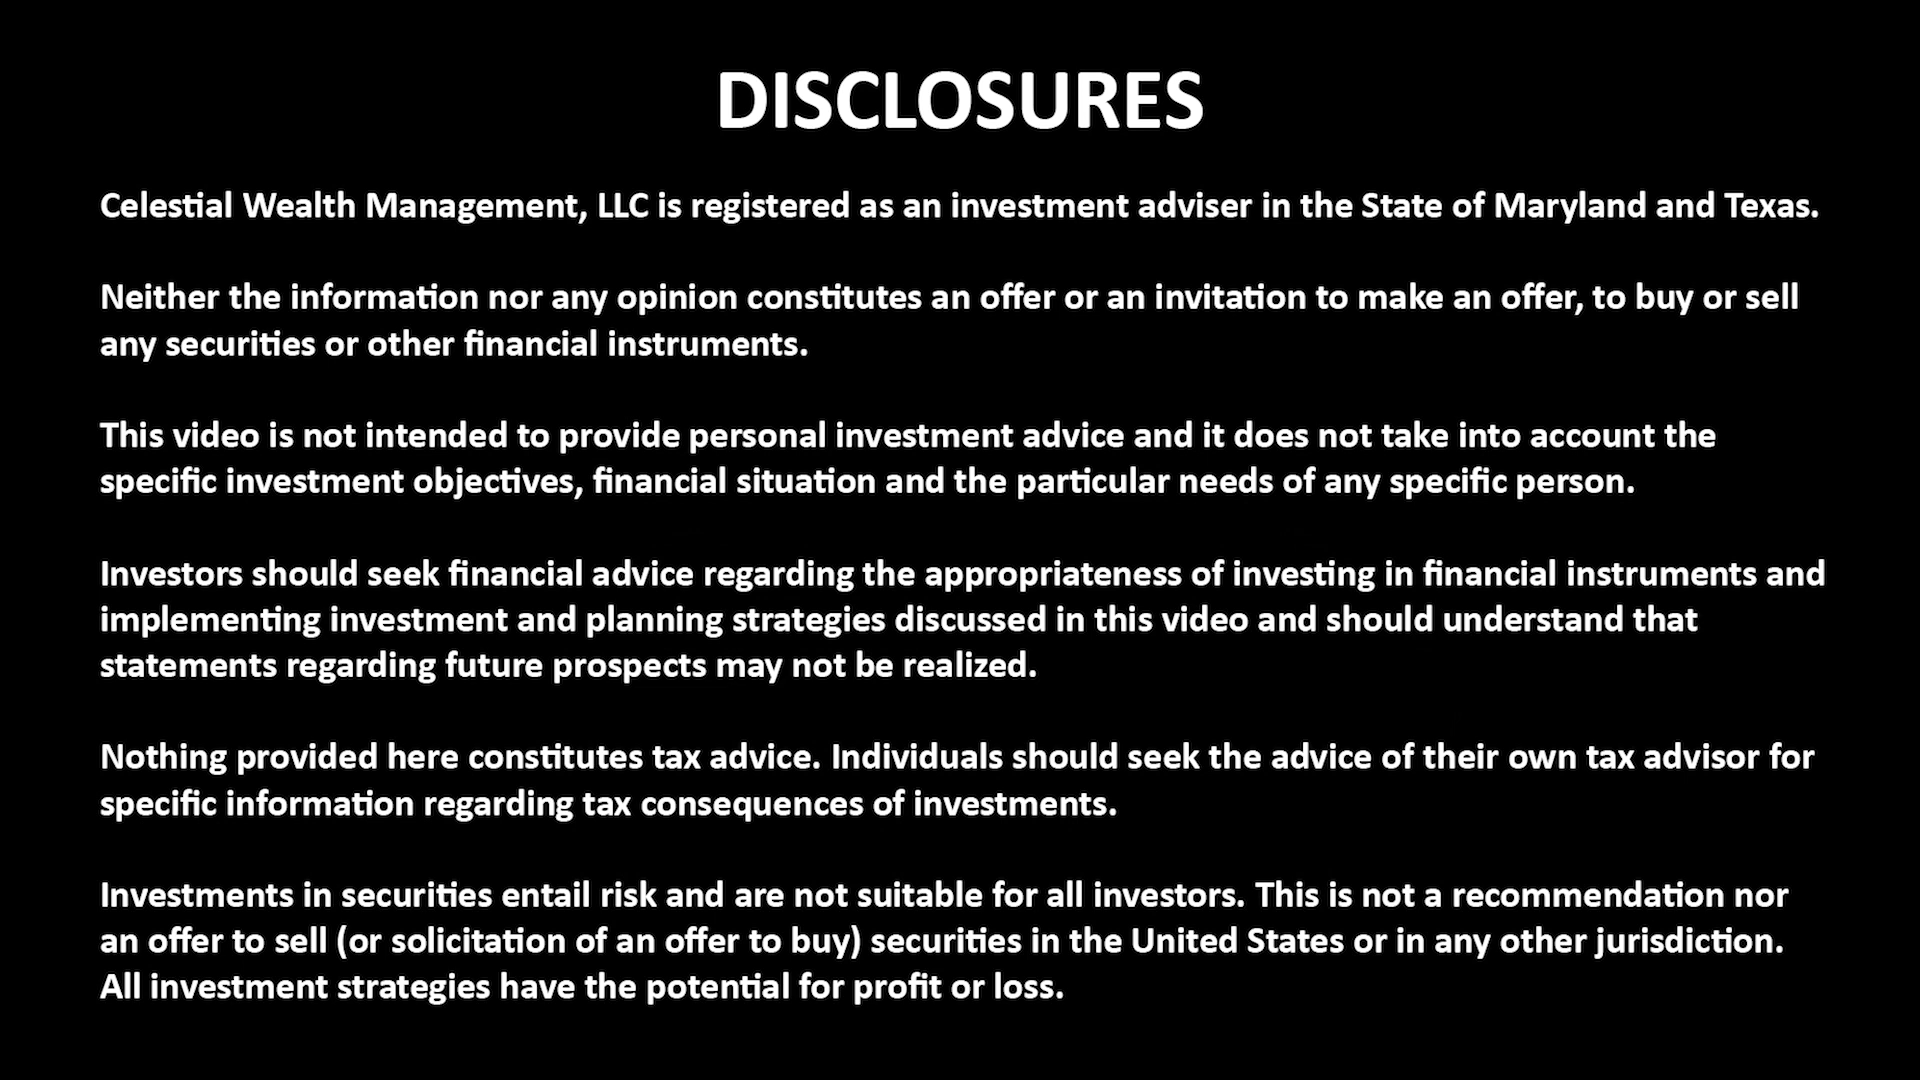 DISCLOSURES
Celestial Wealth Management, LLC is registered as an investment adviser in the State of Maryland and Texas.
Neither the information nor any opinion constitutes an offer or an invitation to make an offer, to buy or sell
any securities or other financial instruments.
This video is not intended to provide personal investment advice and it does not take into account the
specific investment objectives, financial situation and the particular needs of any specific person.
Investors should seek financial advice regarding the appropriateness of investing in financial instruments and
implementing investment and planning strategies discussed in this video and should understand that
statements regarding future prospects may not be realized.
Nothing provided here constitutes tax advice. Individuals should seek the advice of their own tax advisor for
specific information regarding tax consequences of investments.
Investments in securities entail risk and are not suitable for all investors. This is not a recommendation nor
an offer to sell (or solicitation of an offer to buy) securities in the United States or in any other jurisdiction.
All investment strategies have the potential for profit or loss.